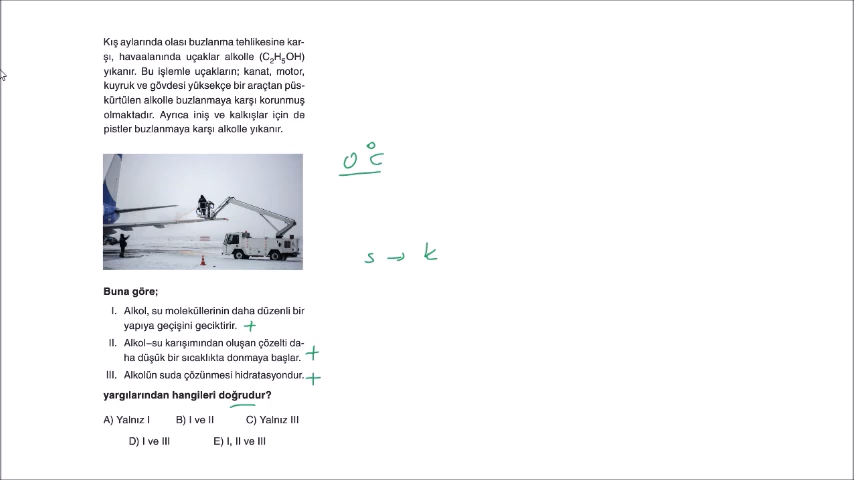 Kış aylarında olası buzlanma tehlikesine kar-
şı, havaalanında uçaklar alkolle (C₂H₅OH)
yıkanır. Bu işlemle uçakların; kanat, motor,
kuyruk ve gövdesi yüksekçe bir araçtan püs-
kürtülen alkolle buzlanmaya karşı korunmuş
olmaktadır. Ayrıca iniş ve kalkışlar için de
pistler buzlanmaya karşı alkolle yıkanır.
0°C
s → k
Buna göre;
I. Alkol, su moleküllerinin daha düzenli bir
yapıya geçişini geciktirir. +
II. Alkol–su karışımından oluşan çözelti da-
ha düşük bir sıcaklıkta donmaya başlar. +
III. Alkolün suda çözünmesi hidratasyondur. +
yargılarından hangileri doğrudur?
A) Yalnız I B) I ve II C) Yalnız III
D) I ve III E) I, II ve III